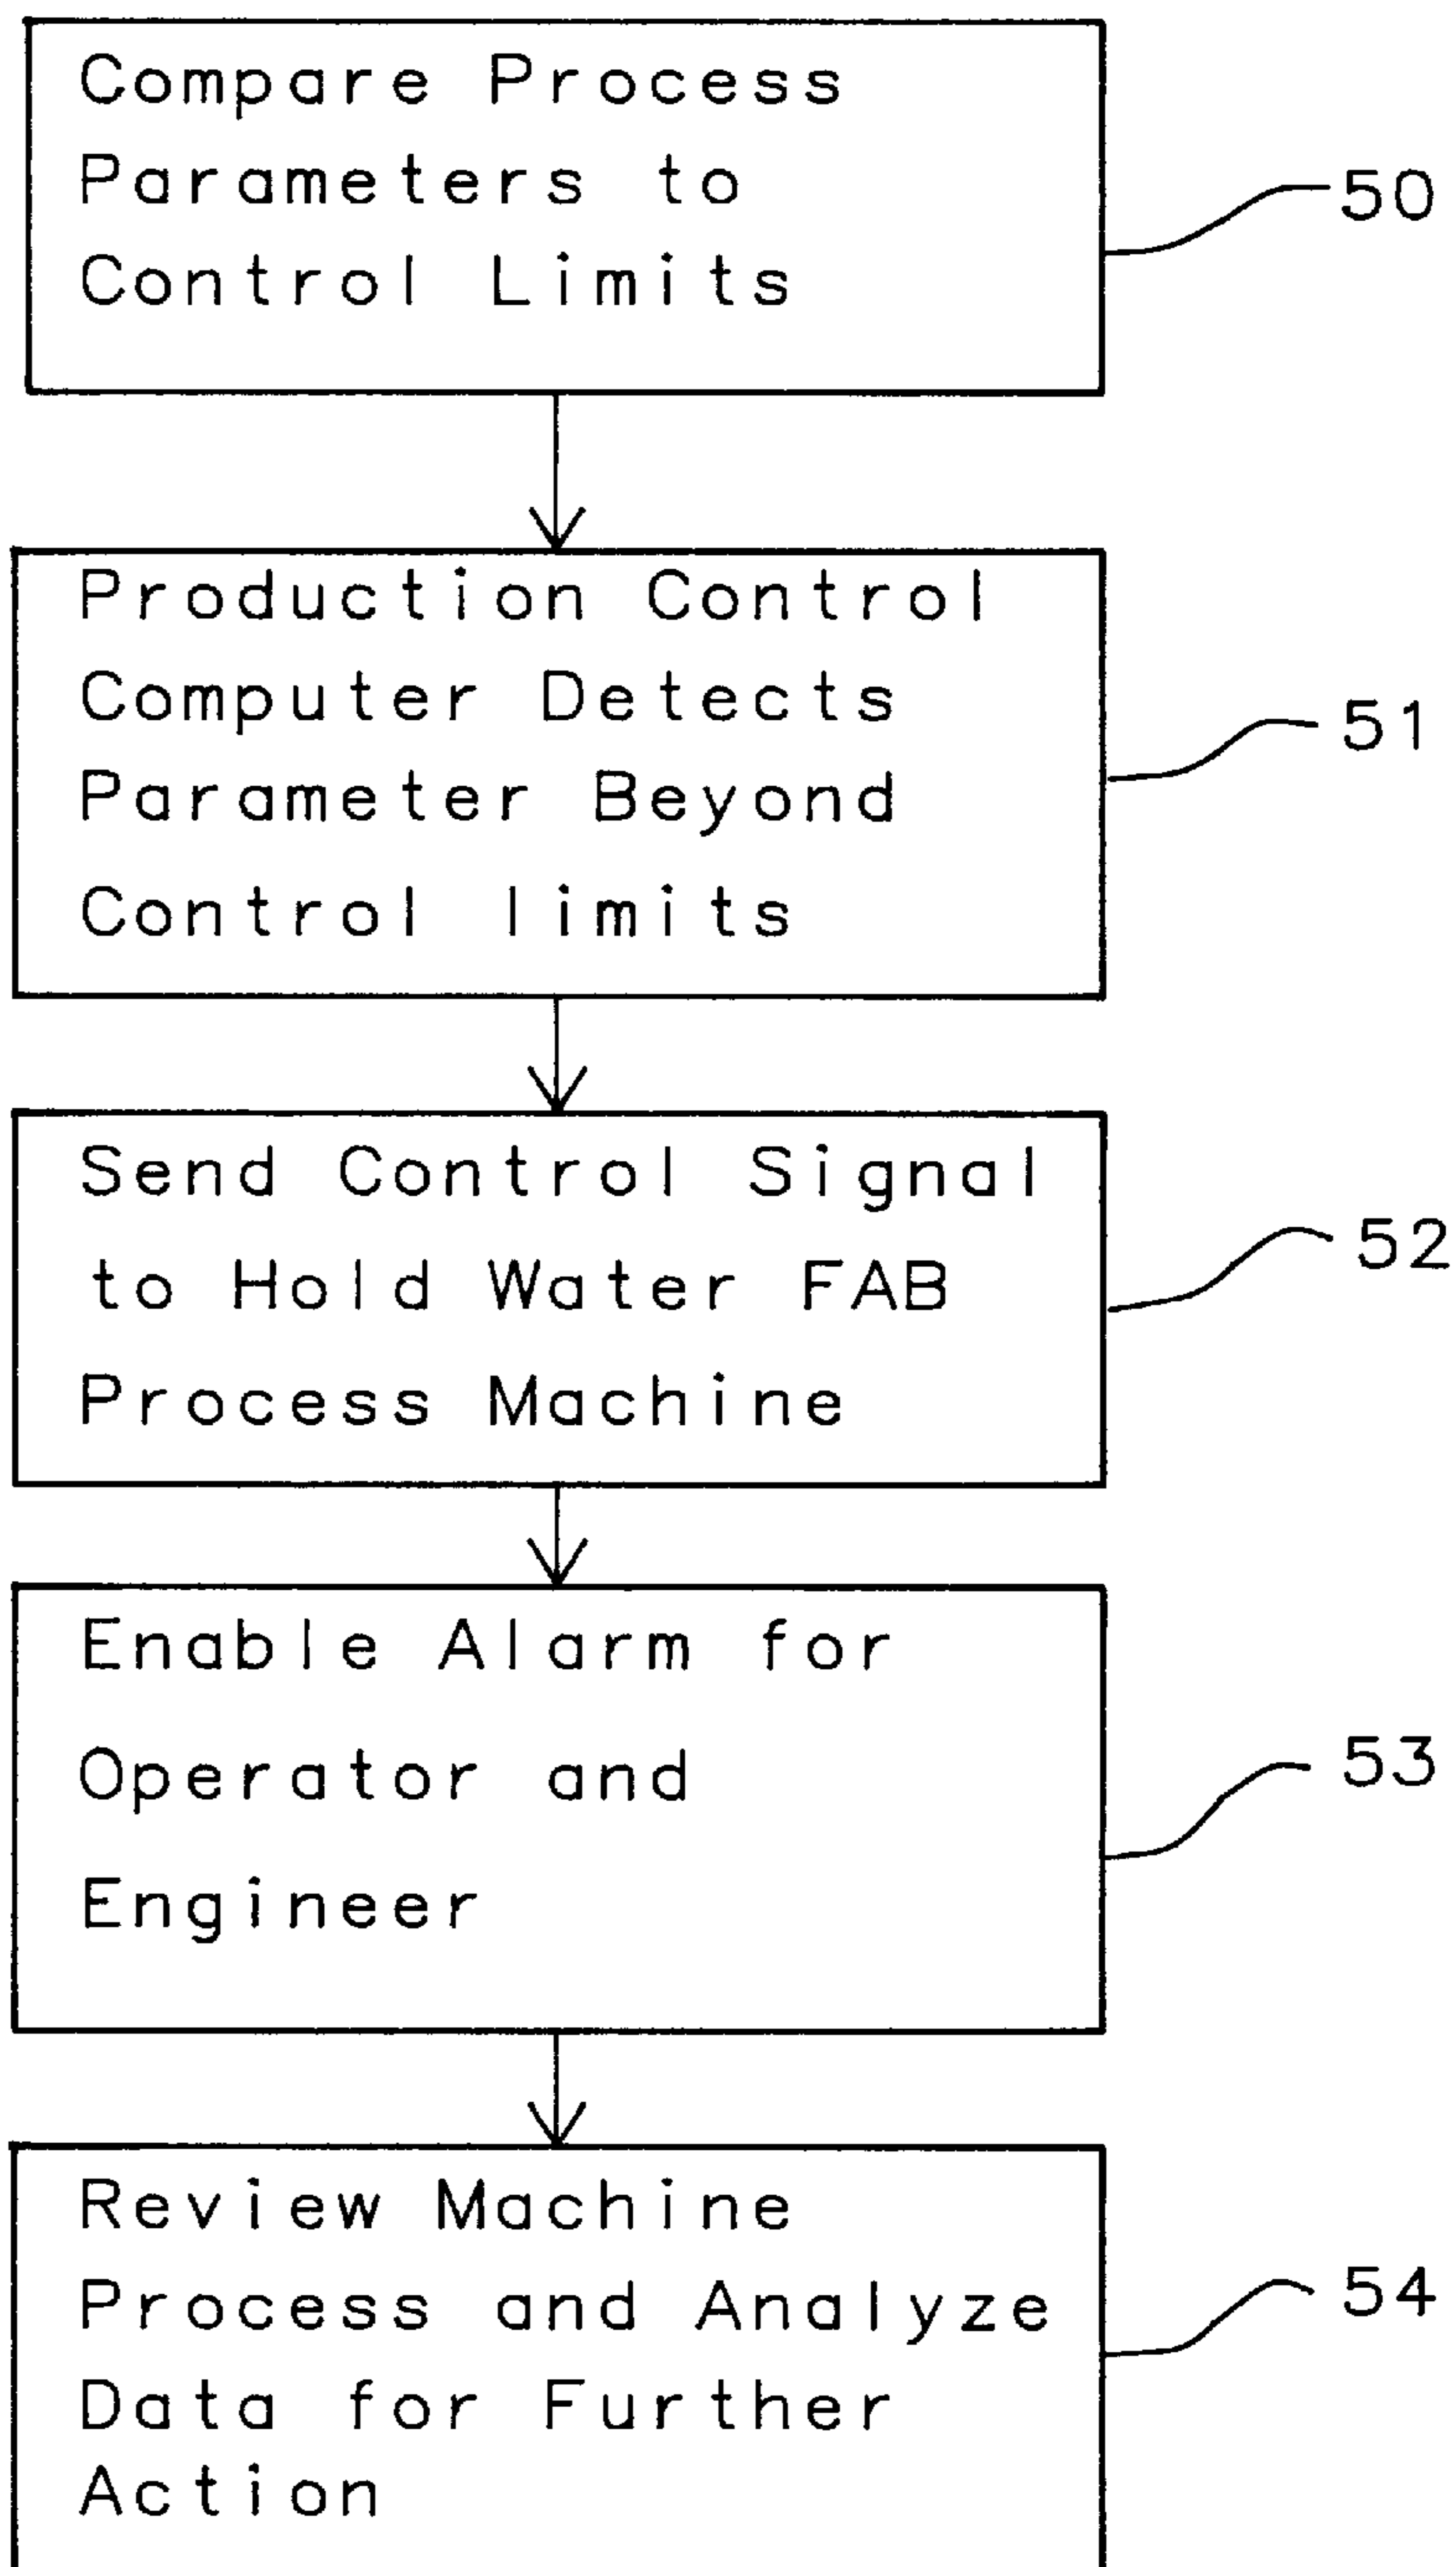 Compare Process
Parameters to
Control Limits
50
Production Control
Computer Detects
Parameter Beyond
Control limits
51
Send Control Signal
to Hold Water FAB
Process Machine
52
Enable Alarm for
Operator and
Engineer
53
Review Machine
Process and Analyze
Data for Further
Action
54